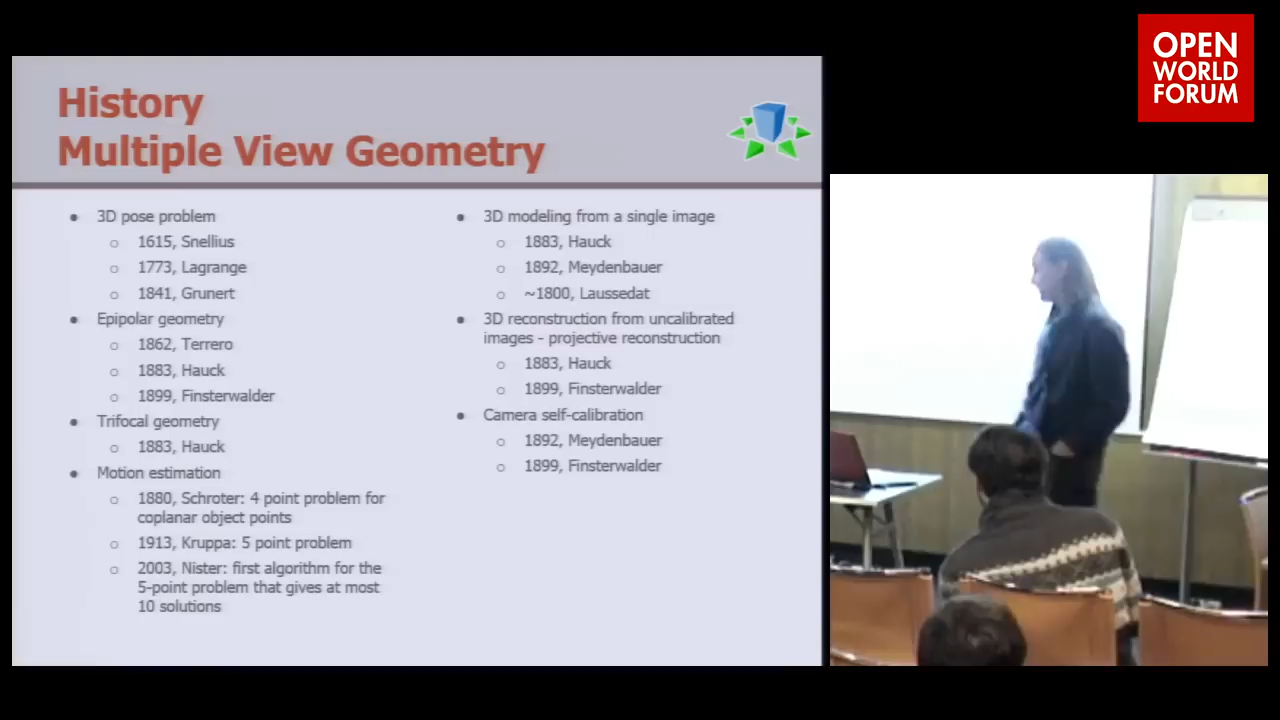 History
Multiple View Geometry
3D pose problem
1615, Snellius
1773, Lagrange
1841, Grunert
Epipolar geometry
1862, Terrero
1883, Hauck
1899, Finsterwalder
Trifocal geometry
1883, Hauck
Motion estimation
1880, Schroter: 4 point problem for
coplanar object points
1913, Kruppa: 5 point problem
2003, Nister: first algorithm for the
5-point problem that gives at most
10 solutions
3D modeling from a single image
1883, Hauck
1892, Meydenbauer
~1800, Laussedat
3D reconstruction from uncalibrated
images - projective reconstruction
1883, Hauck
1899, Finsterwalder
Camera self-calibration
1892, Meydenbauer
1899, Finsterwalder
OPEN
WORLD
FORUM